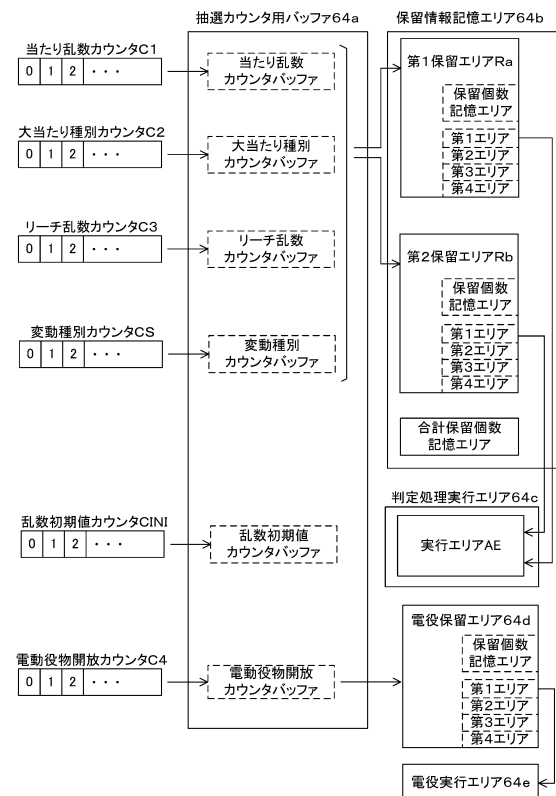 抽選カウンタ用バッファ64a
保留情報記憶エリア64b
当たり乱数カウンタC1
0 1 2 ・・・
当たり乱数
カウンタバッファ
大当たり種別カウンタC2
0 1 2 ・・・
大当たり種別
カウンタバッファ
リーチ乱数カウンタC3
0 1 2 ・・・
リーチ乱数
カウンタバッファ
変動種別カウンタCS
0 1 2 ・・・
変動種別
カウンタバッファ
乱数初期値カウンタCINI
0 1 2 ・・・
乱数初期値
カウンタバッファ
電動役物開放カウンタC4
0 1 2 ・・・
電動役物開放
カウンタバッファ
第1保留エリアRa
保留個数
記憶エリア
第1エリア
第2エリア
第3エリア
第4エリア
第2保留エリアRb
保留個数
記憶エリア
第1エリア
第2エリア
第3エリア
第4エリア
合計保留個数
記憶エリア
判定処理実行エリア64c
実行エリアAE
電役保留エリア64d
保留個数
記憶エリア
第1エリア
第2エリア
第3エリア
第4エリア
電役実行エリア64e